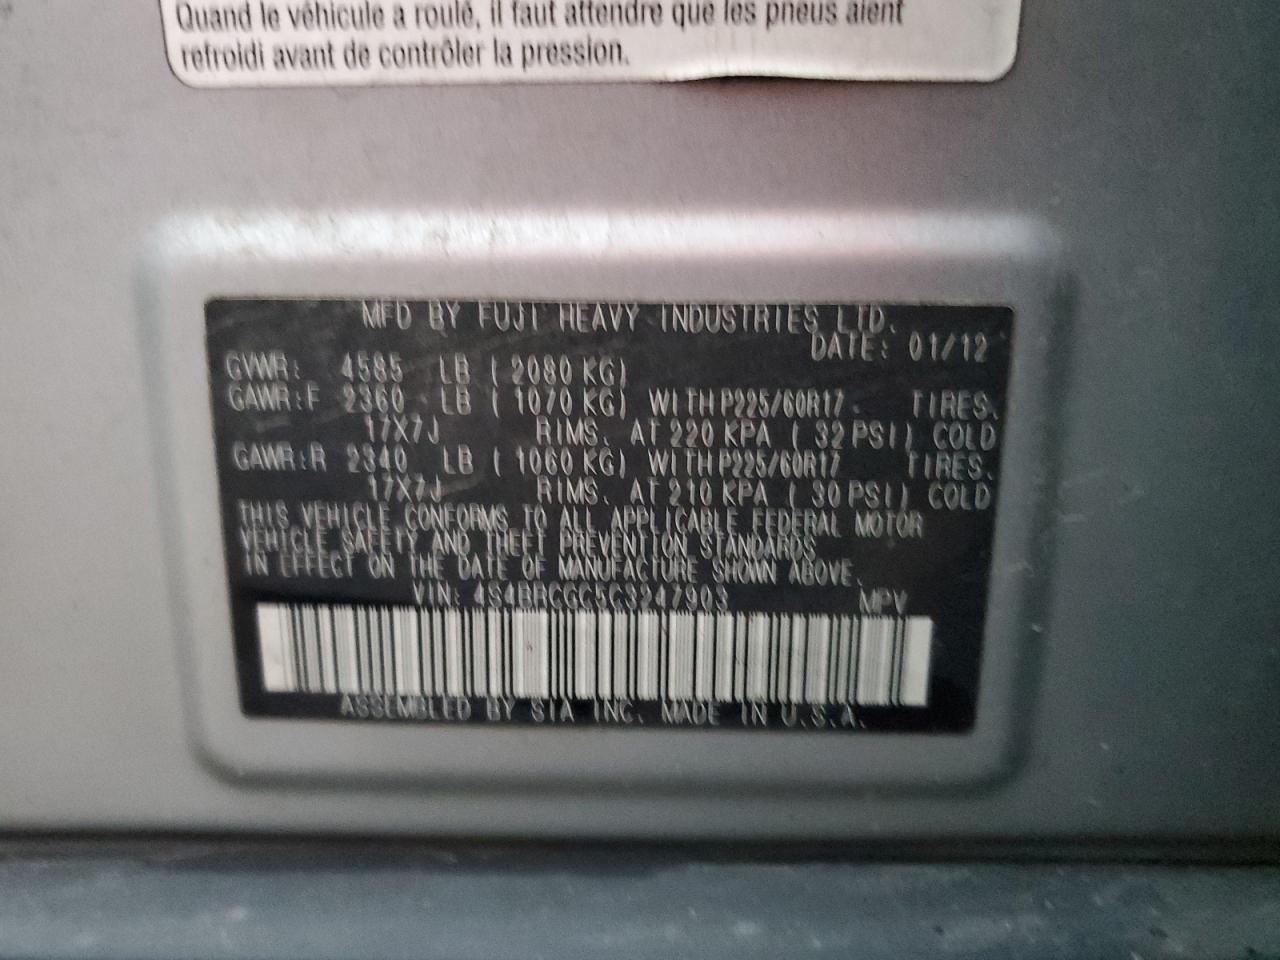 Quand le véhicule a roulé, il faut attendre que les pneus aient
refroidi avant de contrôler la pression.
MFD BY FUJI HEAVY INDUSTRIES LTD.
DATE: 01/12
GVWR: 4585 LB ( 2080 KG)
GAWR:F 2360 LB ( 1070 KG) WITH P225/60R17 TIRES.
17X7J RIMS. AT 220 KPA ( 32 PSI) COLD
GAWR:R 2340 LB ( 1060 KG) WITH P225/60R17 TIRES.
17X7J RIMS. AT 210 KPA ( 30 PSI) COLD
THIS VEHICLE CONFORMS TO ALL APPLICABLE FEDERAL MOTOR
VEHICLE SAFETY AND THEFT PREVENTION STANDARDS
IN EFFECT ON THE DATE OF MANUFACTURE SHOWN ABOVE.
VIN: 4S4BRCGC5C3247903 MPV
ASSEMBLED BY SIA INC. MADE IN U.S.A.